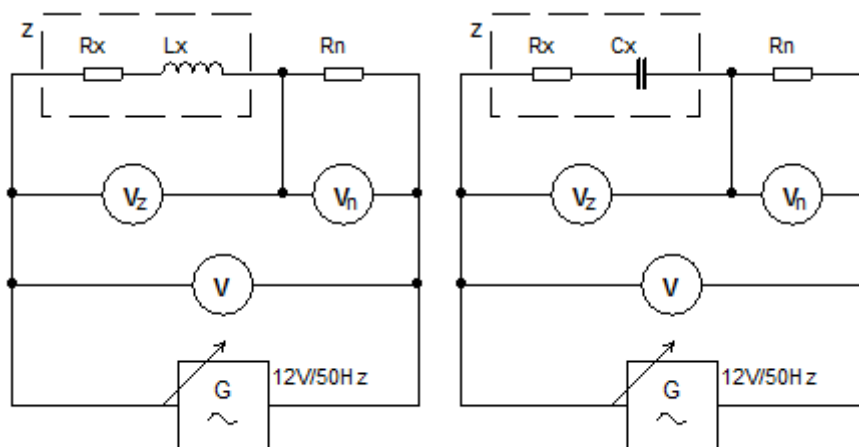 Z
Rx Lx Rn
Vz Vn
V
12V/50Hz
G
Z
Rx Cx Rn
Vz Vn
V
12V/50Hz
G